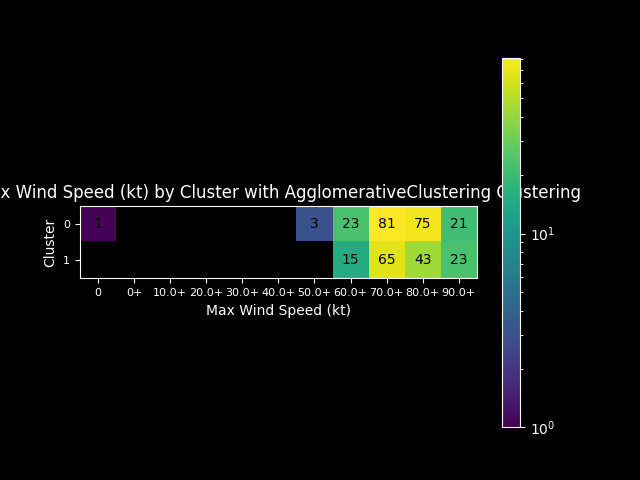 x Wind Speed (kt) by Cluster with AgglomerativeClustering Clustering
Cluster
0
1
1 3 23 81 75 21
15 65 43 23
0 0+ 10.0+ 20.0+ 30.0+ 40.0+ 50.0+ 60.0+ 70.0+ 80.0+ 90.0+
Max Wind Speed (kt)
10¹
10⁰